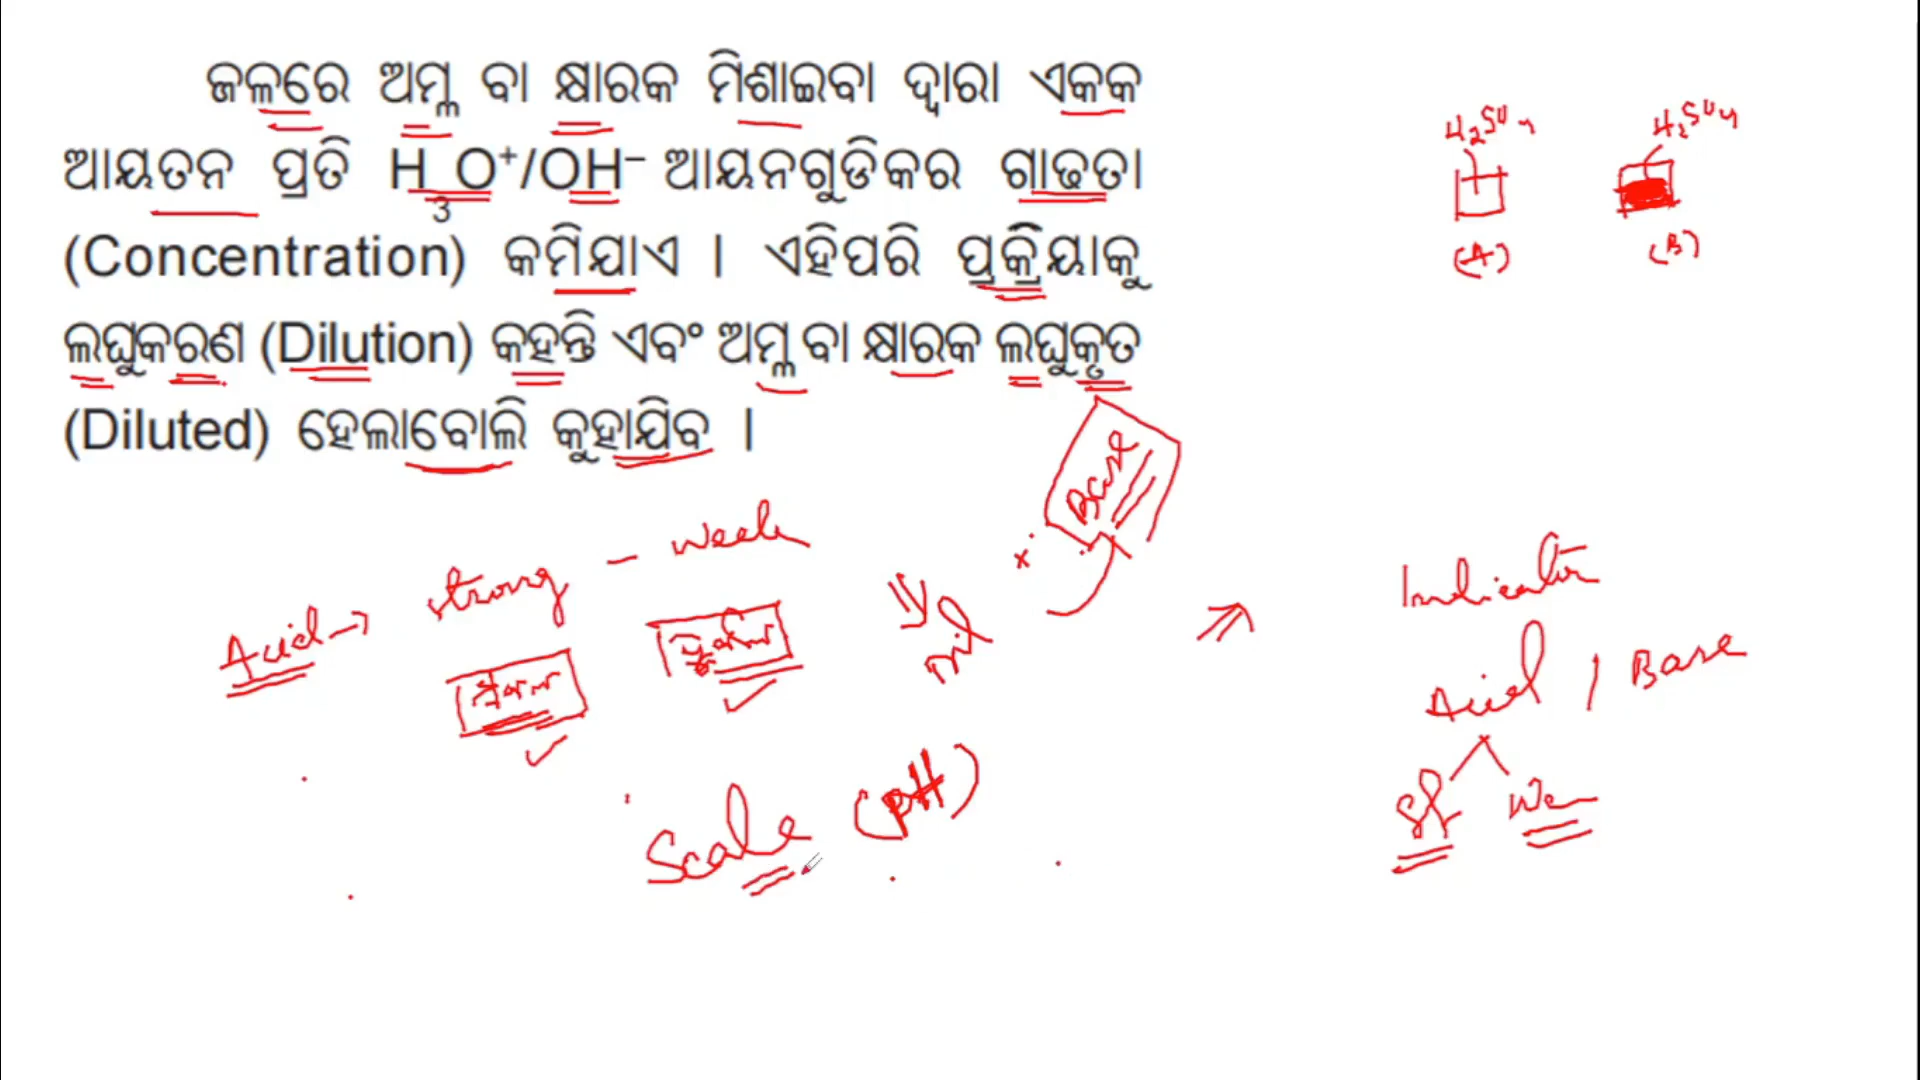 ଜଳରେ ଅମ୍ଳ ବା କ୍ଷାରକ ମିଶାଇବା ଦ୍ୱାରା ଏକକ
ଆୟତନ ପ୍ରତି H₃O⁺/OH⁻ ଆୟନଗୁଡିକର ଗାଢତା
(Concentration) କମିଯାଏ । ଏହିପରି ପ୍ରକ୍ରିୟାକୁ
ଲଘୁକରଣ (Dilution) କହନ୍ତି ଏବଂ ଅମ୍ଳ ବା କ୍ଷାରକ ଲଘୁକୃତ
(Diluted) ହେଲାବୋଲି କୁହାଯିବ ।
H₂SO₄ H₂SO₄
(A) (B)
Acid → strong – weak
Scale (pH)
Indicator
Acid / Base